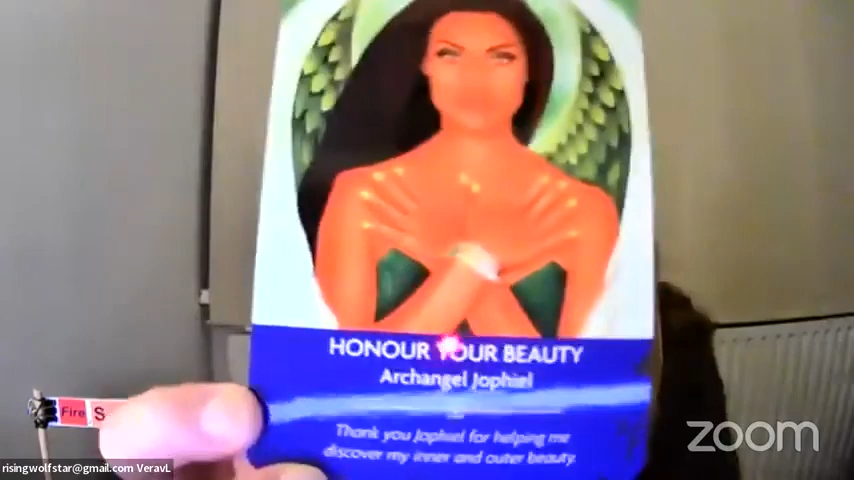 HONOUR YOUR BEAUTY
Archangel Jophiel
Thank you Jophiel for helping me
discover my inner and outer beauty.
Fire S
zoom
risingwolfstar@gmail.com VeravL